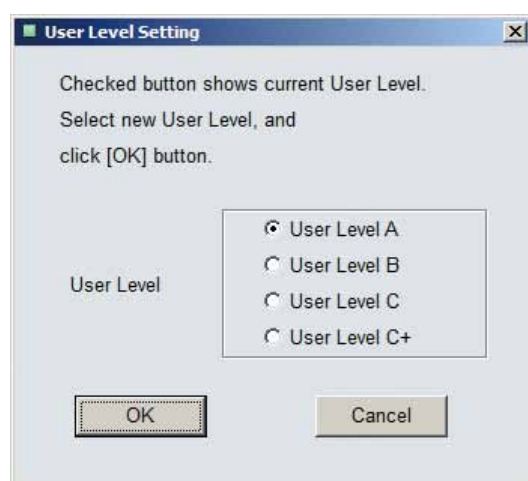 User Level Setting
Checked button shows current User Level.
Select new User Level, and
click [OK] button.
User Level A
User Level B
User Level
User Level C
User Level C+
OK Cancel